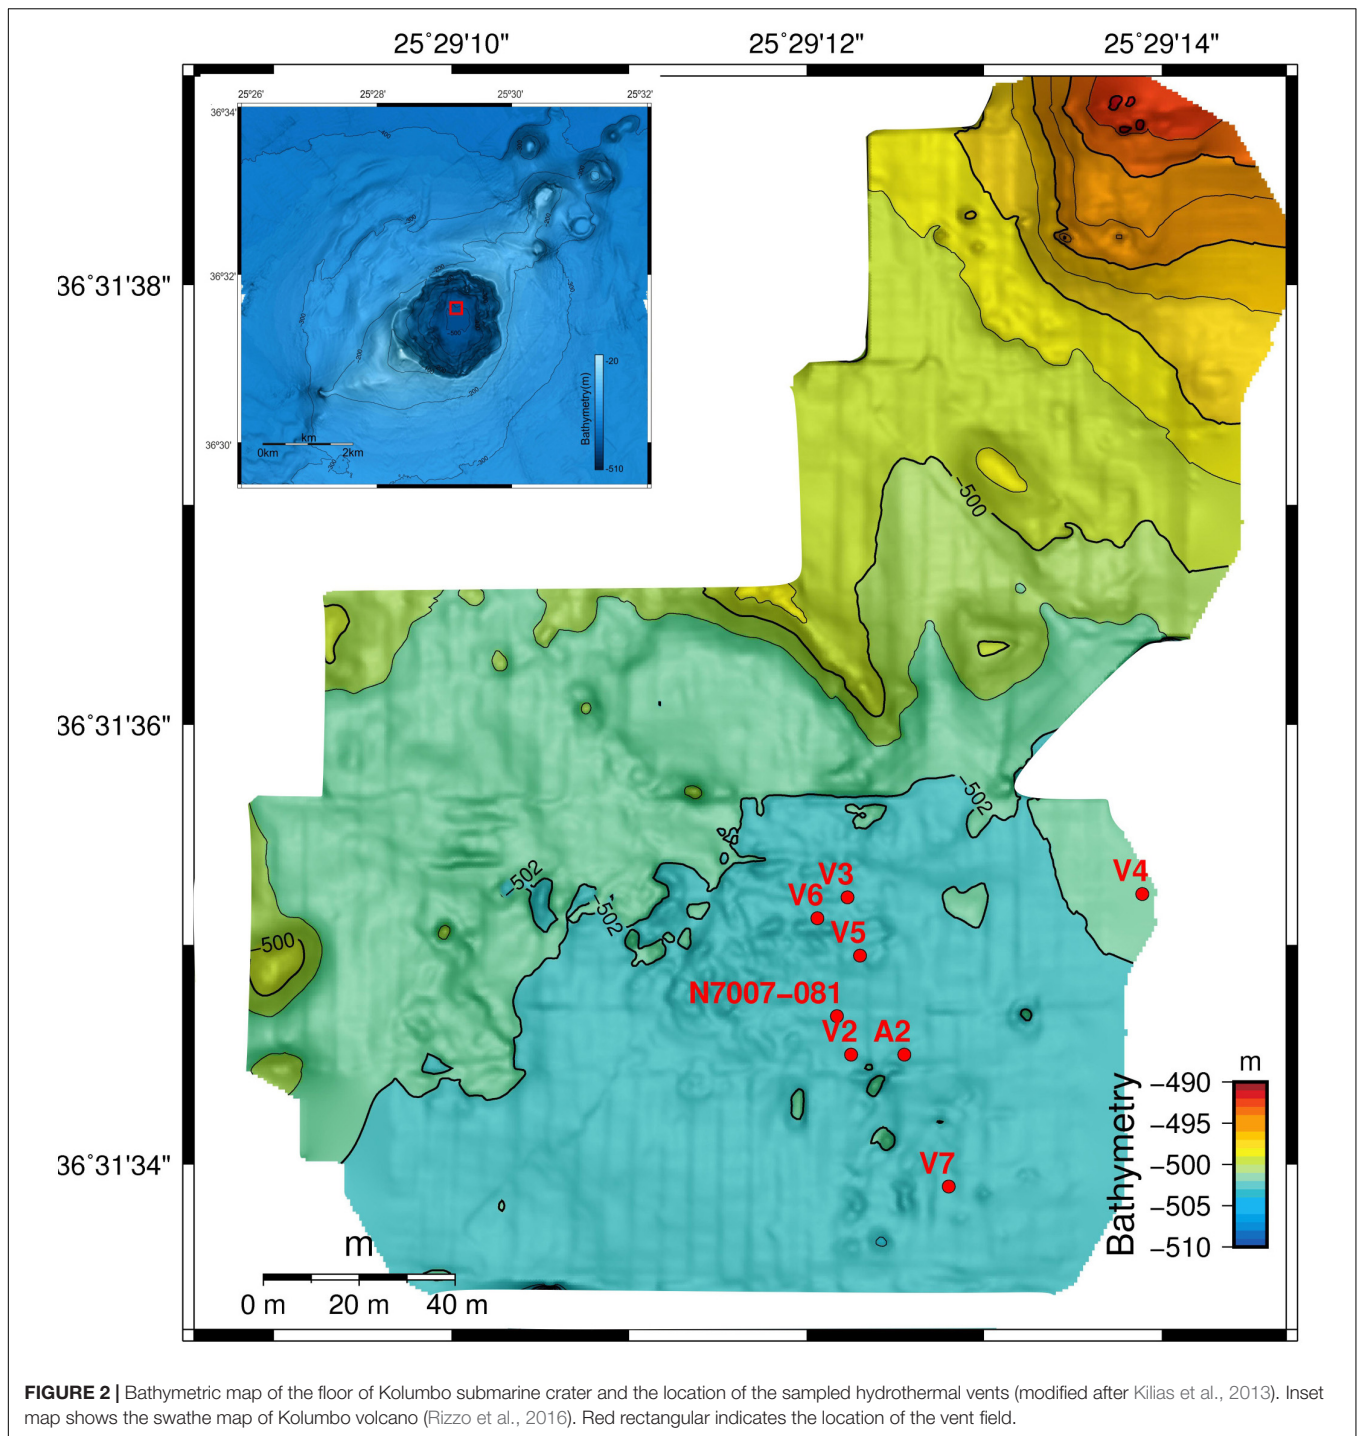 25°29'10" 25°29'12" 25°29'14"
25°26' 25°28' 25°30' 25°32'
36°34'
36°32'
36°30'
-300
-200
-500
-20
Bathymetry(m)
-510
km
0km 2km
36°31'38"
−500
36°31'36"
−502
−502
−502
−500
V3
V4
V6
V5
N7007−081
V2 A2
V7
36°31'34"
m
Bathymetry
−490
−495
−500
−505
−510
m
0 m 20 m 40 m
FIGURE 2 | Bathymetric map of the floor of Kolumbo submarine crater and the location of the sampled hydrothermal vents (modified after Kilias et al., 2013). Inset
map shows the swathe map of Kolumbo volcano (Rizzo et al., 2016). Red rectangular indicates the location of the vent field.